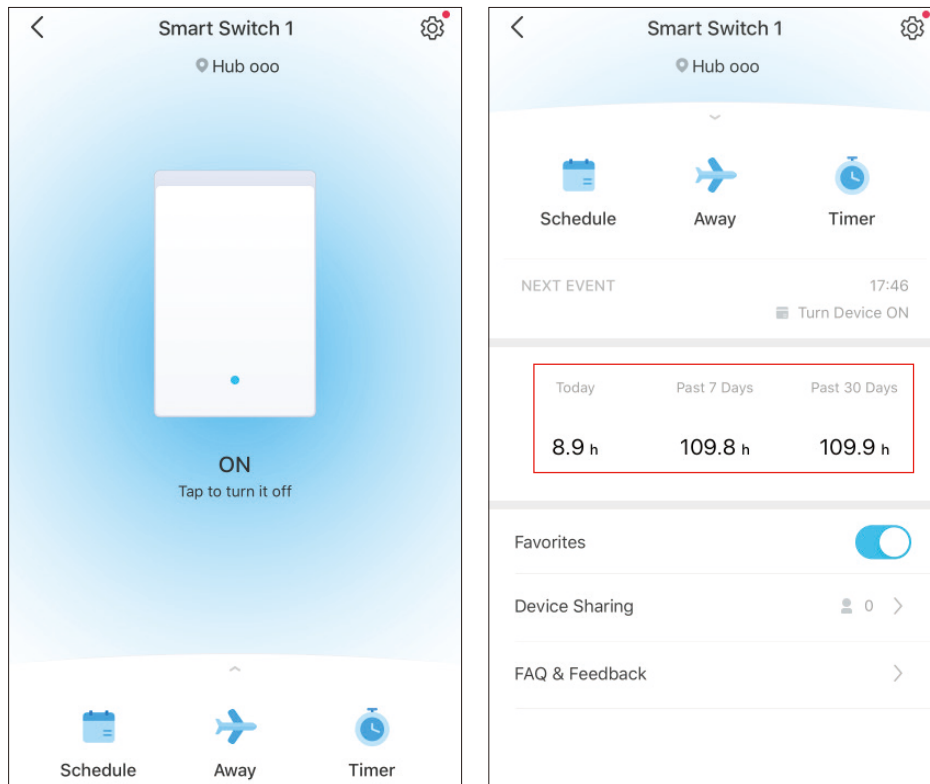 Smart Switch 1
Hub ooo
ON
Tap to turn it off
Schedule Away Timer
Smart Switch 1
Hub ooo
Schedule Away Timer
NEXT EVENT 17:46
Turn Device ON
Today Past 7 Days Past 30 Days
8.9 h 109.8 h 109.9 h
Favorites
Device Sharing 0
FAQ & Feedback